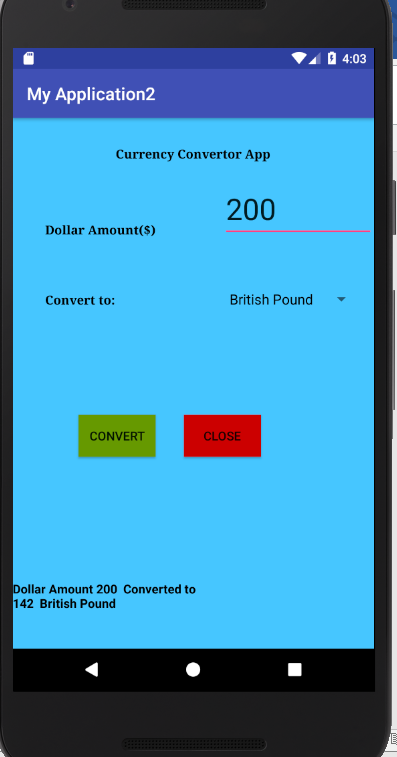 4:03
My Application2
Currency Convertor App
200
Dollar Amount($)
Convert to:
British Pound
CONVERT
CLOSE
Dollar Amount 200  Converted to
142  British Pound